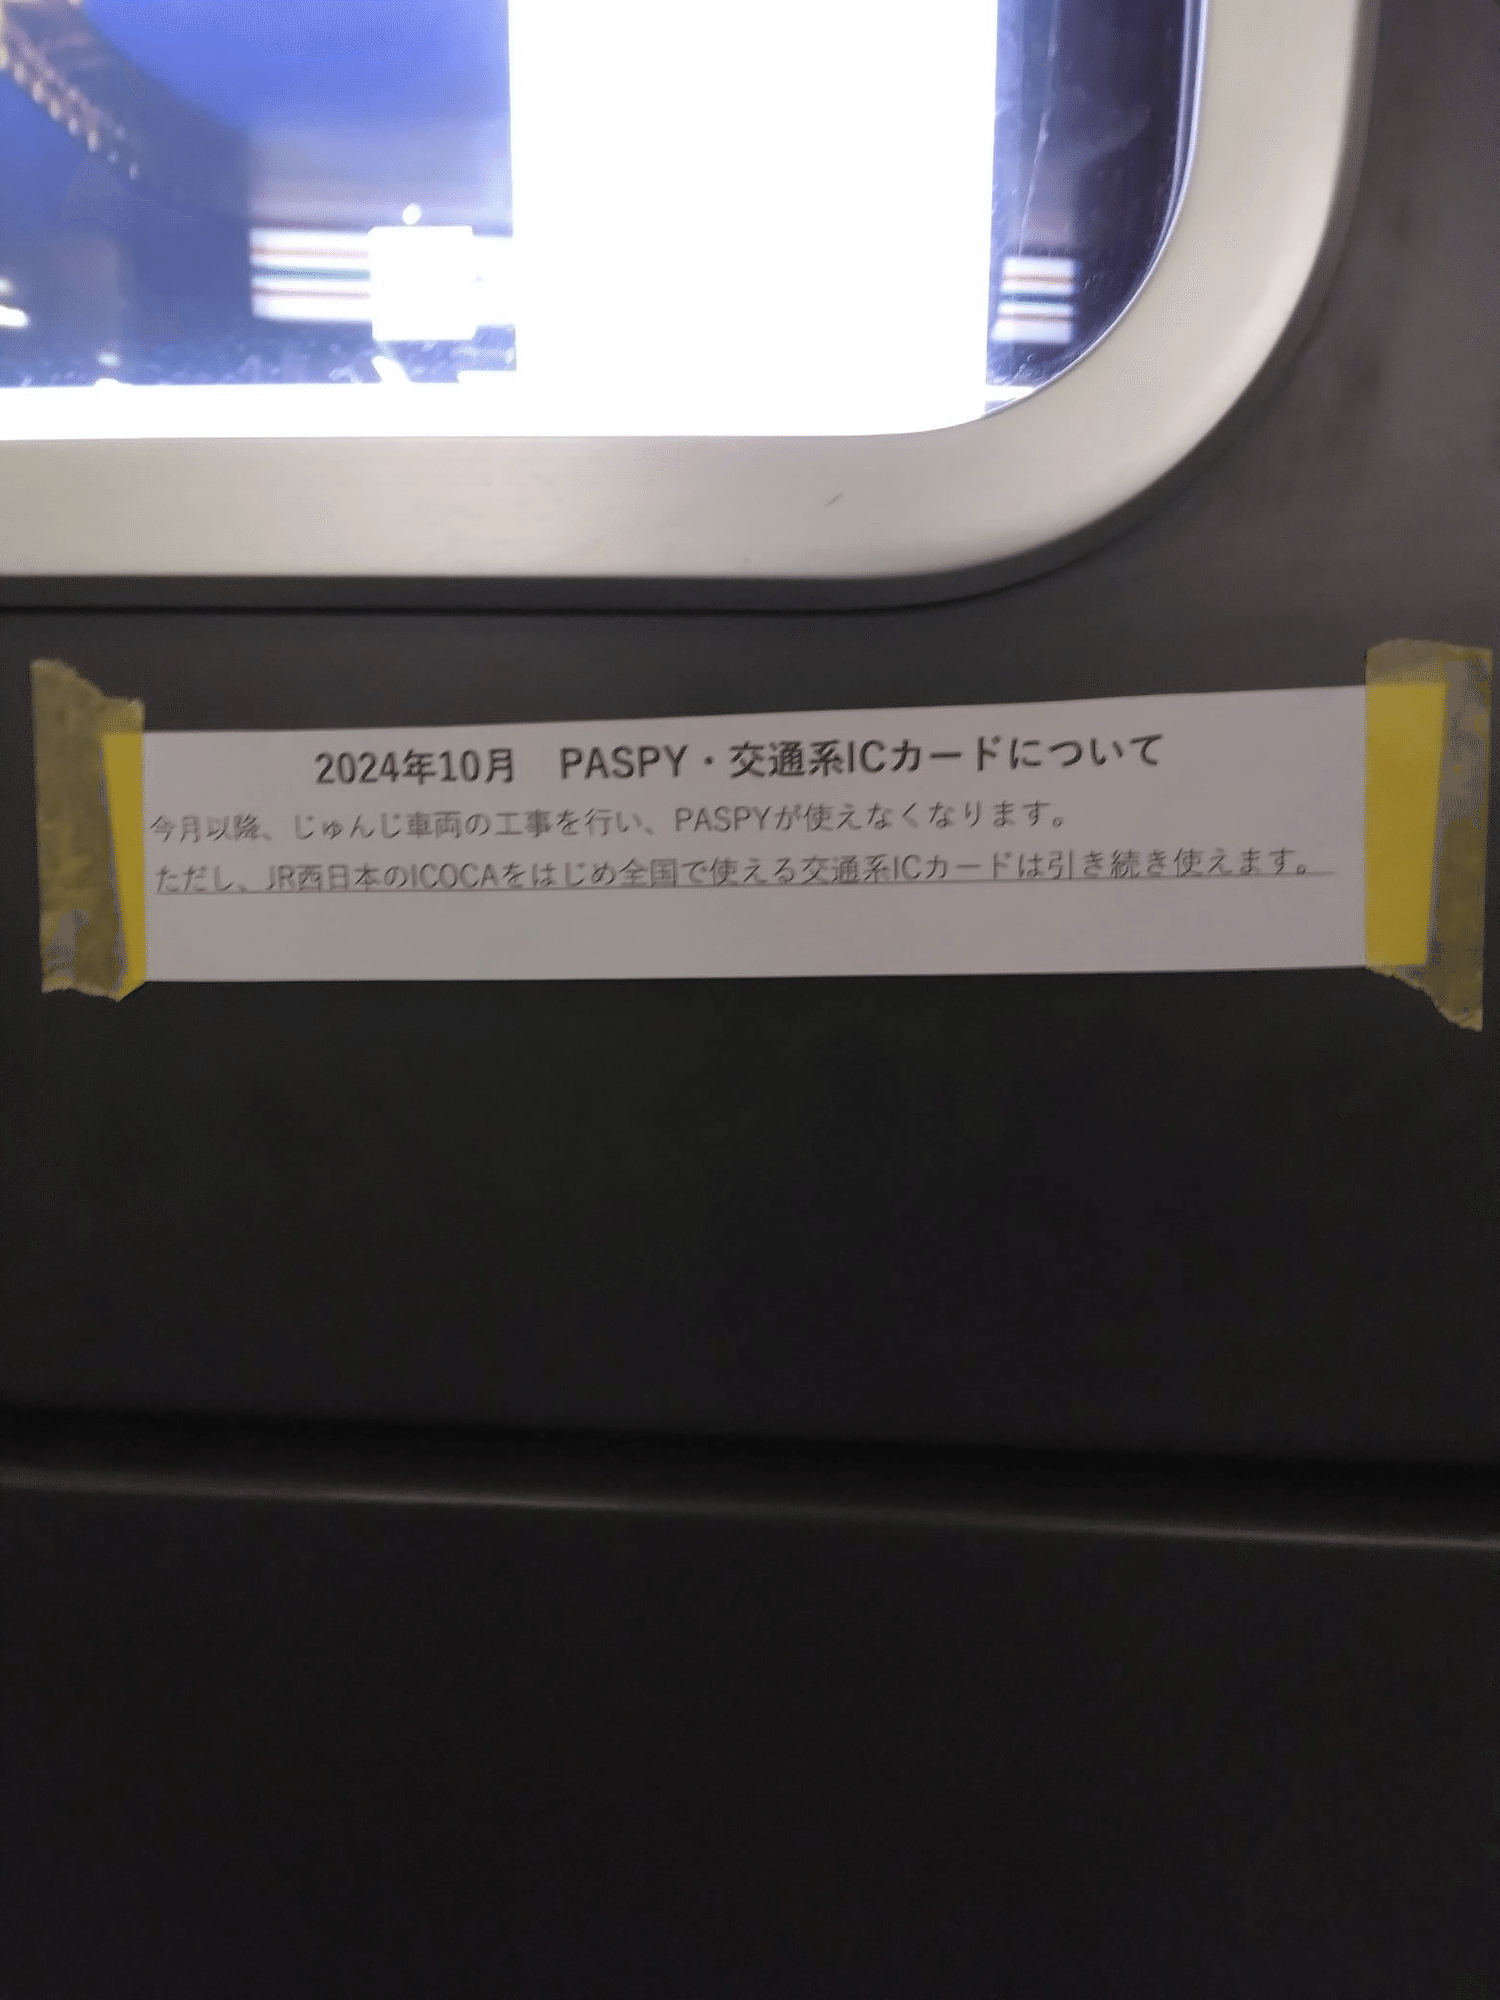 2024年10月　PASPY・交通系ICカードについて
今月以降、じゅんじ車両の工事を行い、PASPYが使えなくなります。
ただし、JR西日本のICOCAをはじめ全国で使える交通系ICカードは引き続き使えます。